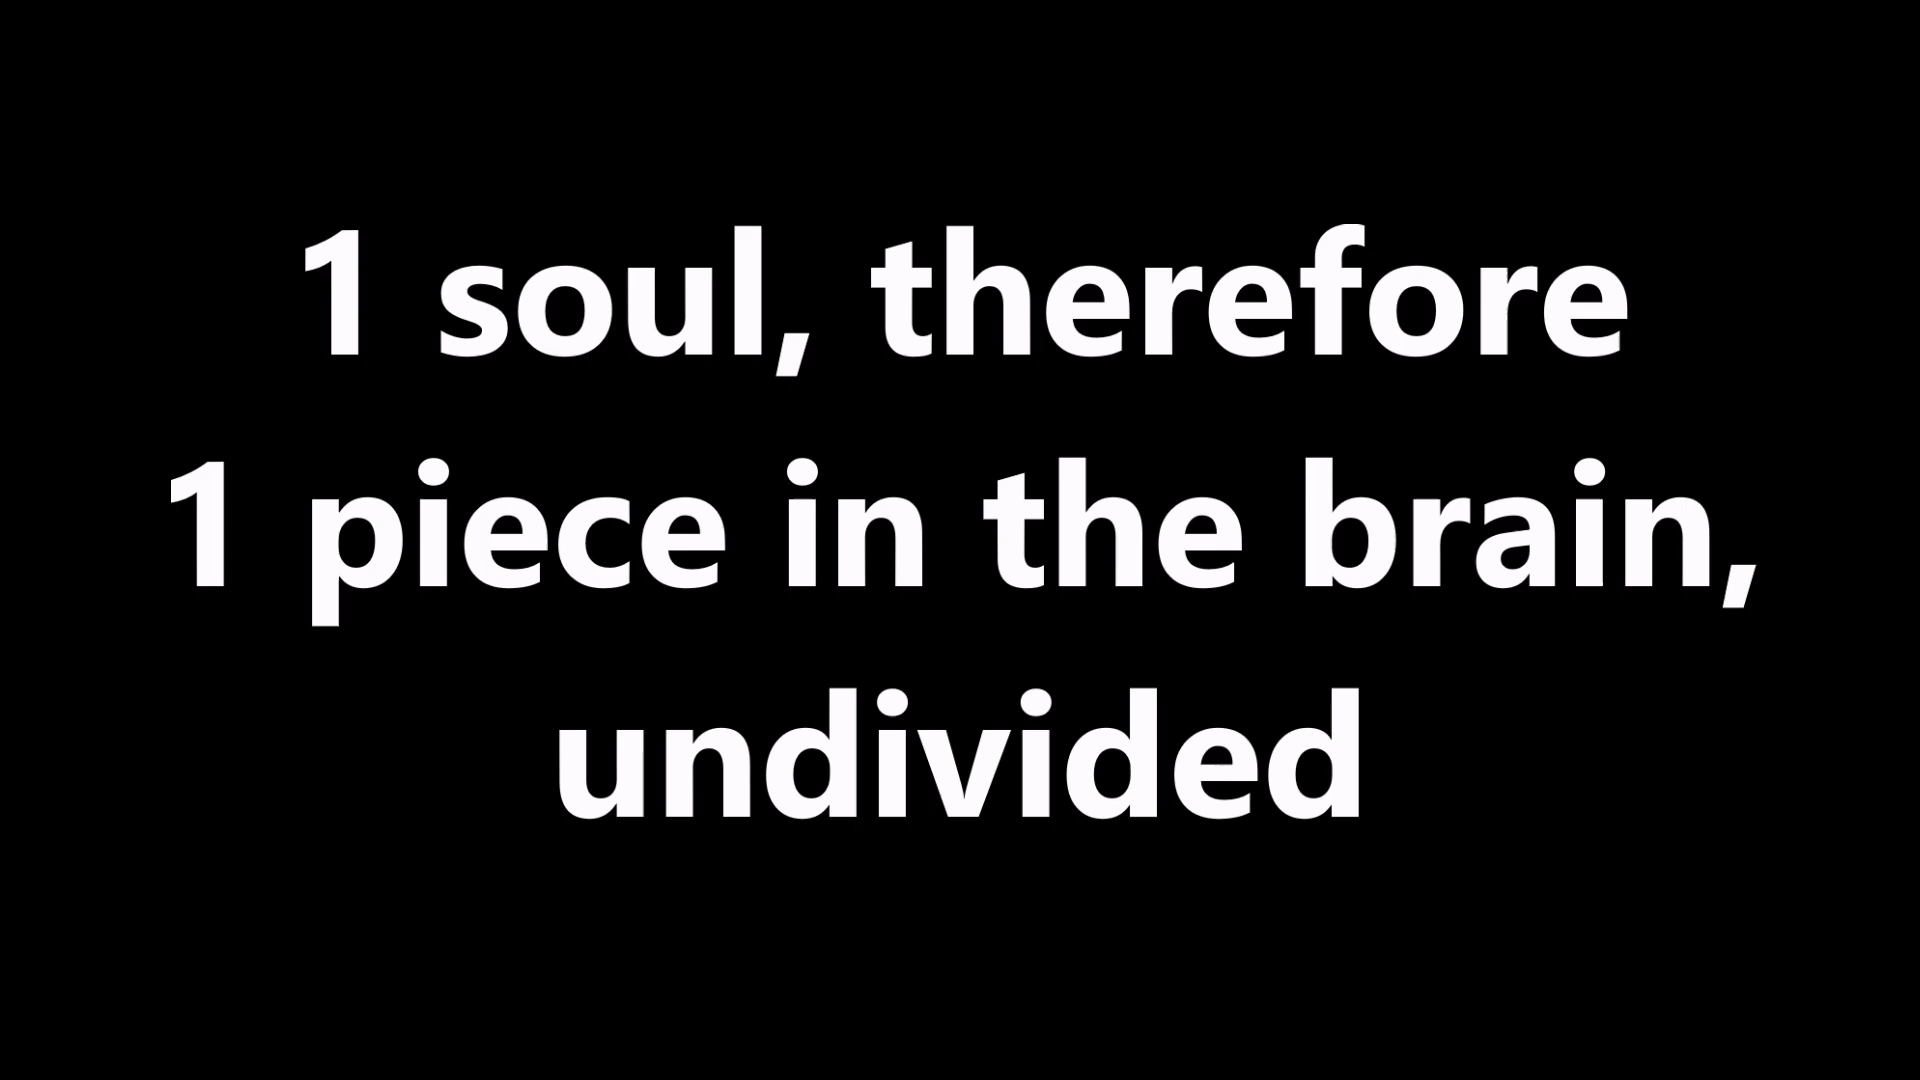 1 soul, therefore
1 piece in the brain,
undivided